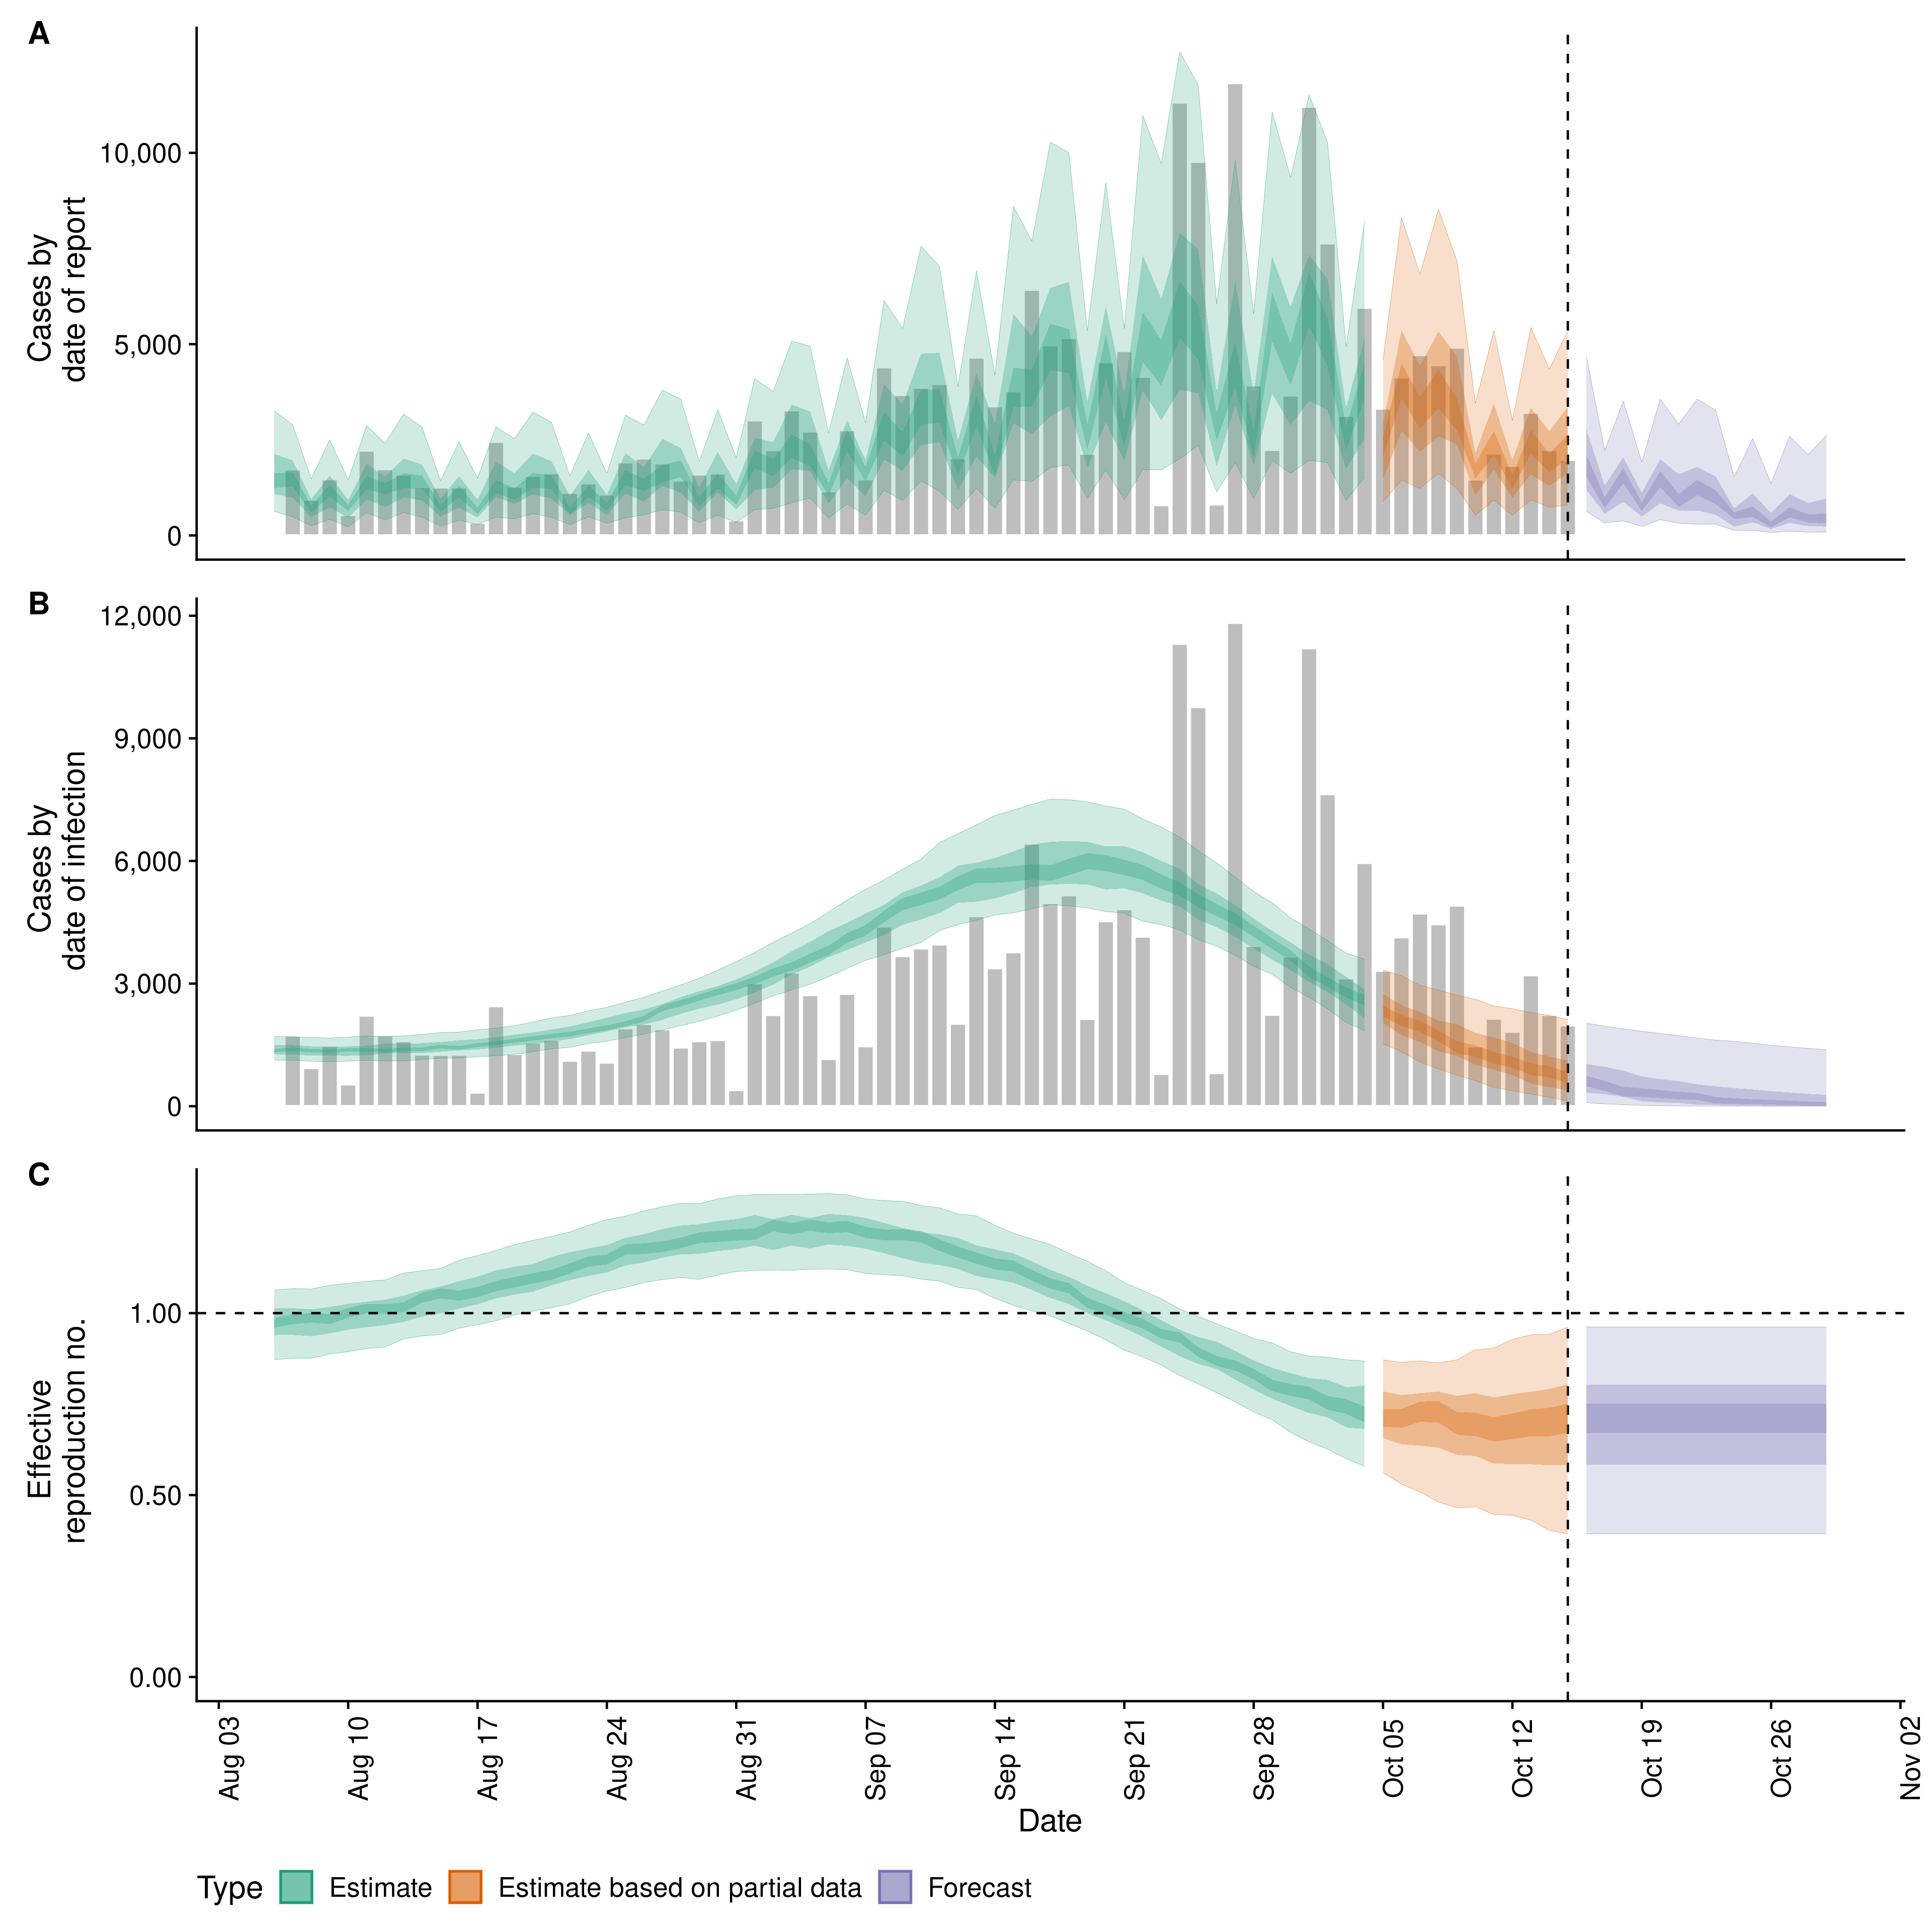 A
Cases by
date of report
10,000
5,000
0
B
Cases by
date of infection
12,000
9,000
6,000
3,000
0
C
Effective
reproduction no.
1.00
0.50
0.00
Aug 03
Aug 10
Aug 17
Aug 24
Aug 31
Sep 07
Sep 14
Sep 21
Sep 28
Oct 05
Oct 12
Oct 19
Oct 26
Nov 02
Date
Type Estimate Estimate based on partial data Forecast